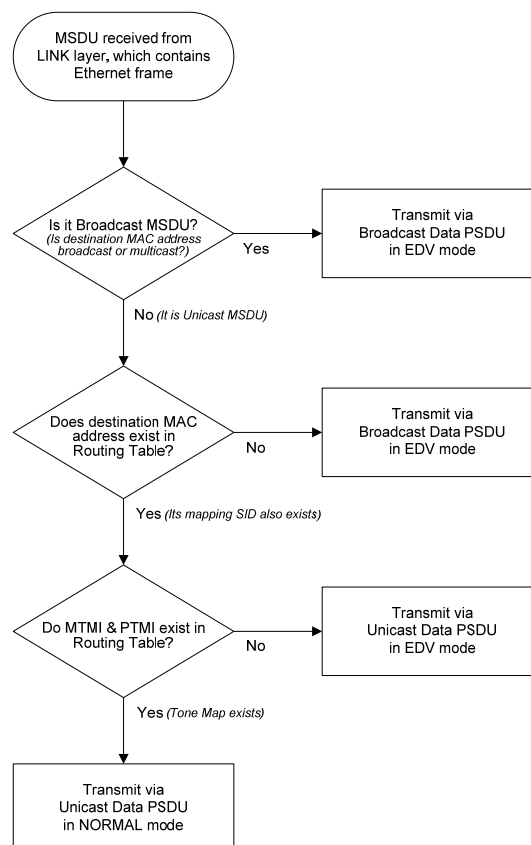 MSDU received from
LINK layer, which contains
Ethernet frame
Is it Broadcast MSDU?
(Is destination MAC address
broadcast or multicast?)
Yes
Transmit via
Broadcast Data PSDU
in EDV mode
No (It is Unicast MSDU)
Does destination MAC
address exist in
Routing Table?
No
Transmit via
Broadcast Data PSDU
in EDV mode
Yes (Its mapping SID also exists)
Do MTMI & PTMI exist in
Routing Table?
No
Transmit via
Unicast Data PSDU
in EDV mode
Yes (Tone Map exists)
Transmit via
Unicast Data PSDU
in NORMAL mode